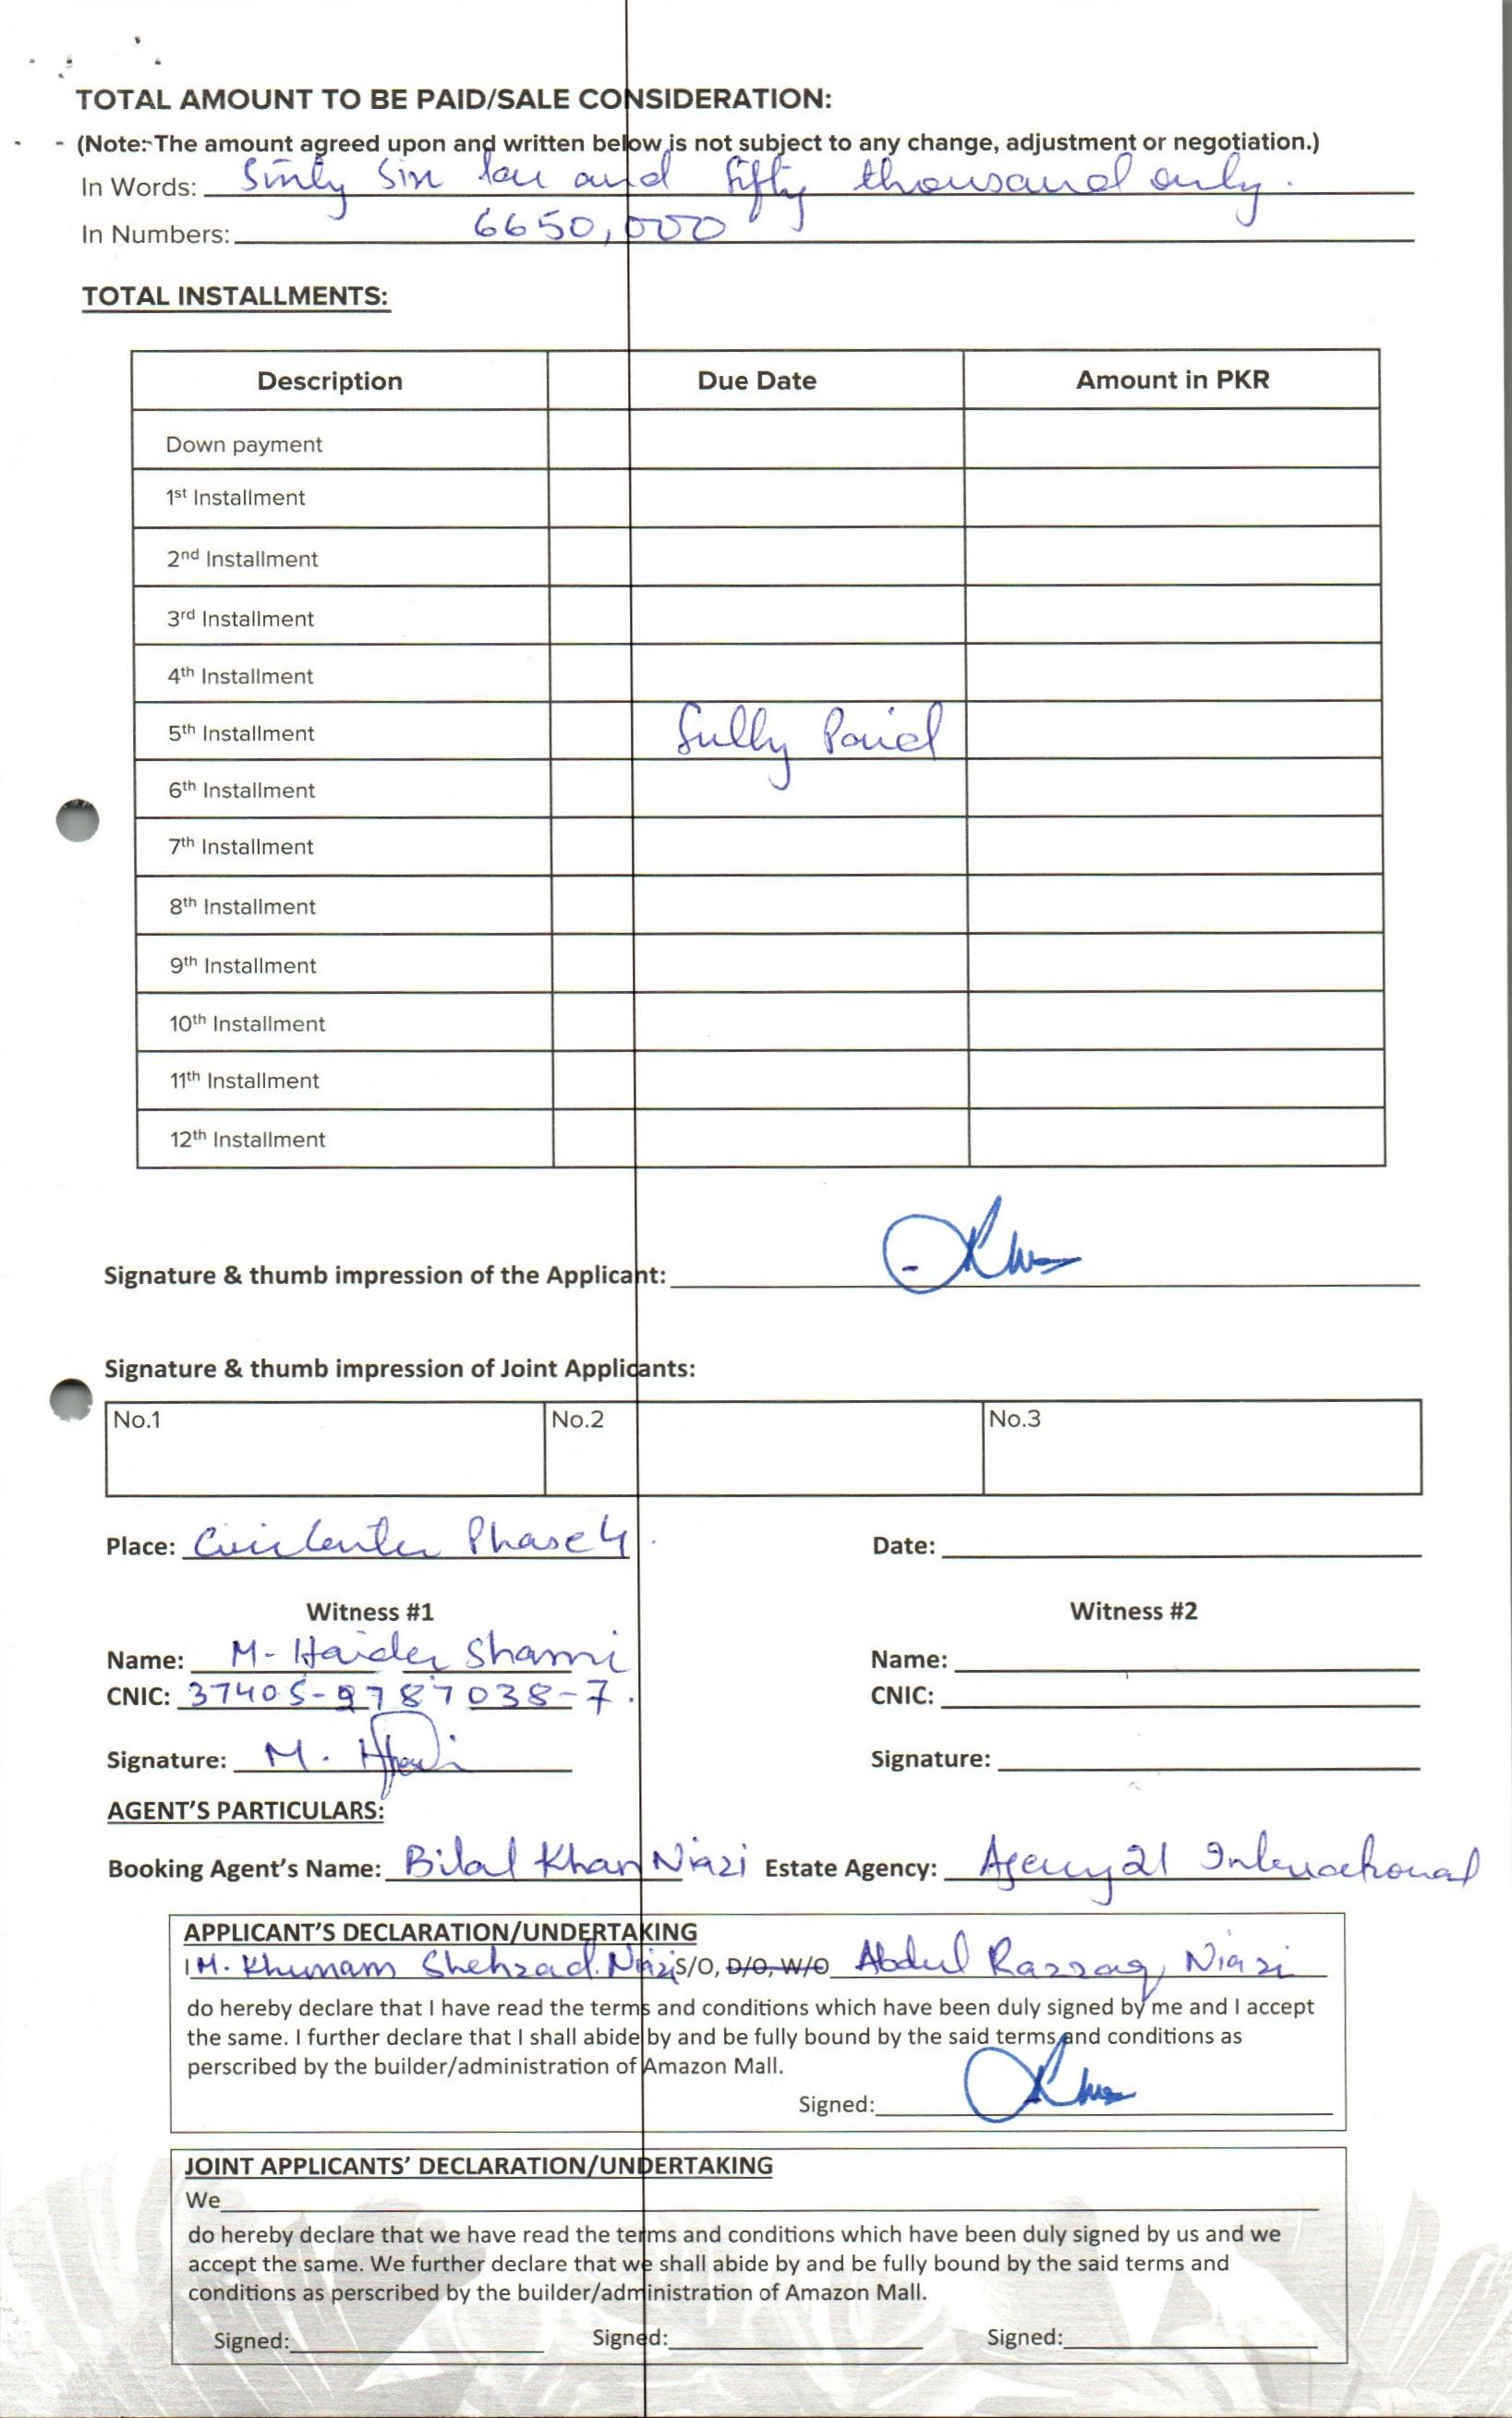 TOTAL AMOUNT TO BE PAID/SALE CONSIDERATION:
(Note: The amount agreed upon and written below is not subject to any change, adjustment or negotiation.)
In Words: Sixty Six Lac and fifty thousand only.
In Numbers: 6650,000
TOTAL INSTALLMENTS:
Description Due Date Amount in PKR
Down payment
1st Installment
2nd Installment
3rd Installment
4th Installment
5th Installment Fully Paid
6th Installment
7th Installment
8th Installment
9th Installment
10th Installment
11th Installment
12th Installment
Signature & thumb impression of the Applicant:
Signature & thumb impression of Joint Applicants:
No.1 No.2 No.3
Place: Civic Center Phase 4. Date:
Witness #1 Witness #2
Name: M- Haider Shami Name:
CNIC: 37405-9787038-7. CNIC:
Signature: M. Signature:
AGENT'S PARTICULARS:
Booking Agent's Name: Bilal Khan Niazi Estate Agency: Agency21 International
APPLICANT'S DECLARATION/UNDERTAKING
I M. Khurram Shehzad. Niazi S/O, D/O, W/O Abdul Razzaq Niazi
do hereby declare that I have read the terms and conditions which have been duly signed by me and I accept
the same. I further declare that I shall abide by and be fully bound by the said terms and conditions as
perscribed by the builder/administration of Amazon Mall.
Signed:
JOINT APPLICANTS' DECLARATION/UNDERTAKING
We
do hereby declare that we have read the terms and conditions which have been duly signed by us and we
accept the same. We further declare that we shall abide by and be fully bound by the said terms and
conditions as perscribed by the builder/administration of Amazon Mall.
Signed: Signed: Signed: